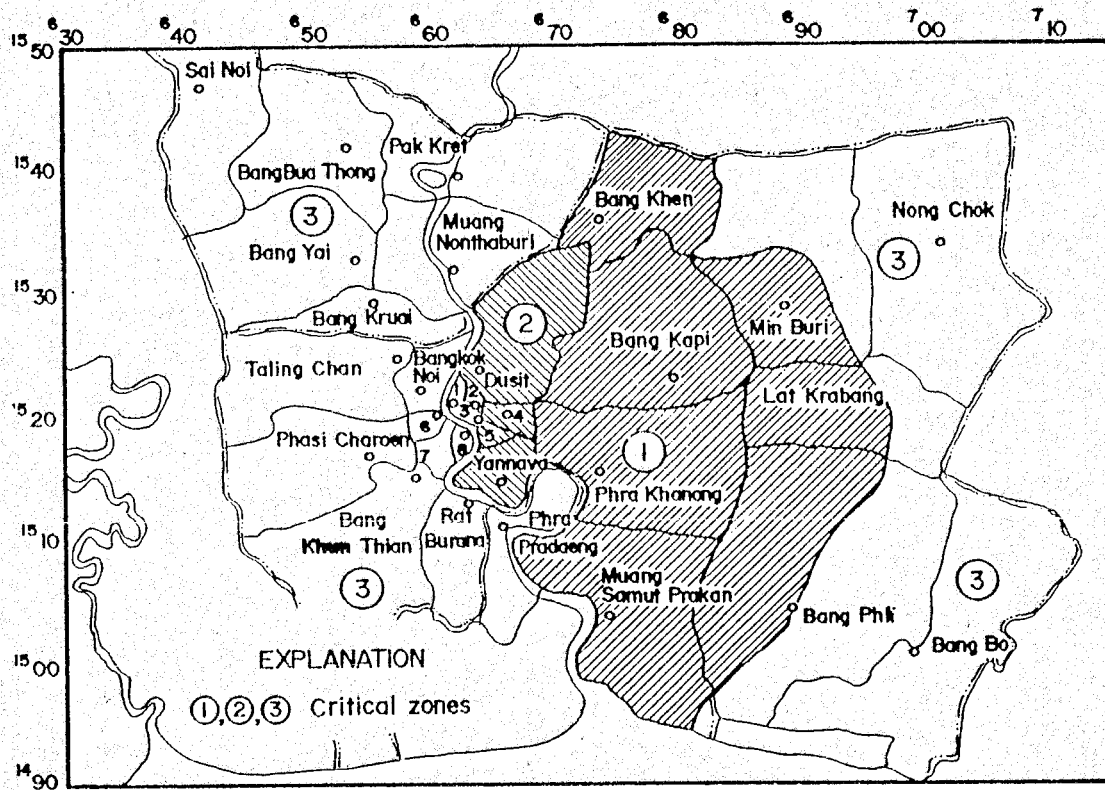 6 30 6 40 6 50 6 60 6 70 6 80 6 90 7 00 7 10
15 50
Sai Noi
Pak Kret
15 40
Bang Bua Thong
Bang Khen
3
Muang
Nonthaburi
Nong Chok
Bang Yai
3
15 30
2
Bang Kruai
Min Buri
Bang Kapi
Taling Chan
Bangkok
Noi
Dusit
1 2
Lat Krabang
3
4
15 20
6
Phasi Charoen
5
1
7
8
Yannava
Phra Khanong
Bang
Khun Thian
Rat
Burana
Phra
Pradaeng
15 10
3
Muang
Samut Prakan
3
Bang Phli
Bang Bo
15 00
EXPLANATION
1,2,3 Critical zones
14 90